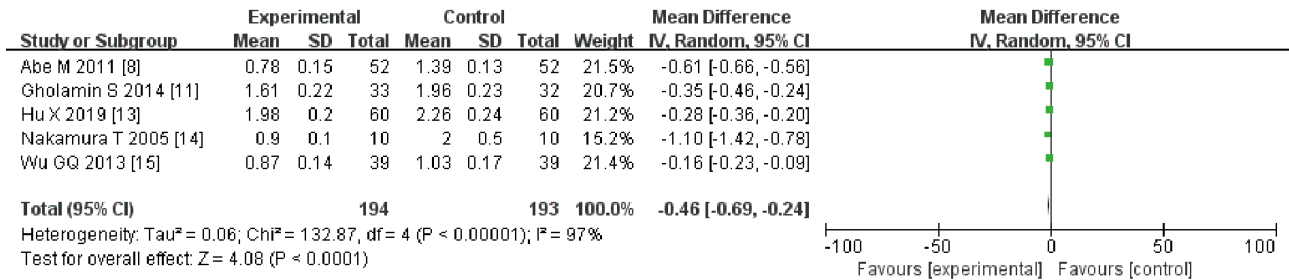 Experimental Control Mean Difference Mean Difference
Study or Subgroup Mean SD Total Mean SD Total Weight IV, Random, 95% CI IV, Random, 95% CI
Abe M 2011 [8] 0.78 0.15 52 1.39 0.13 52 21.5% -0.61 [-0.66, -0.56]
Gholamin S 2014 [11] 1.61 0.22 33 1.96 0.23 32 20.7% -0.35 [-0.46, -0.24]
Hu X 2019 [13] 1.98 0.2 60 2.26 0.24 60 21.2% -0.28 [-0.36, -0.20]
Nakamura T 2005 [14] 0.9 0.1 10 2 0.5 10 15.2% -1.10 [-1.42, -0.78]
Wu GQ 2013 [15] 0.87 0.14 39 1.03 0.17 39 21.4% -0.16 [-0.23, -0.09]
Total (95% CI) 194 193 100.0% -0.46 [-0.69, -0.24]
Heterogeneity: Tau² = 0.06; Chi² = 132.87, df = 4 (P < 0.00001); I² = 97%
Test for overall effect: Z = 4.08 (P < 0.0001)
-100 -50 0 50 100
Favours [experimental] Favours [control]